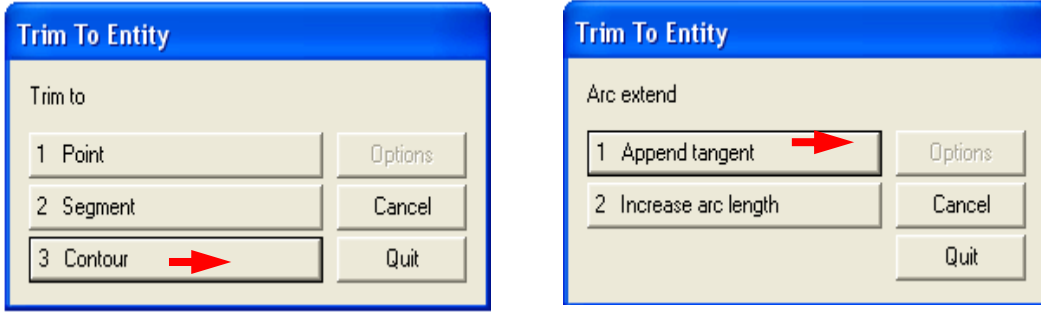 Trim To Entity
Trim to
1 Point
Options
2 Segment
Cancel
3 Contour
Quit
Trim To Entity
Arc extend
1 Append tangent
Options
2 Increase arc length
Cancel
Quit